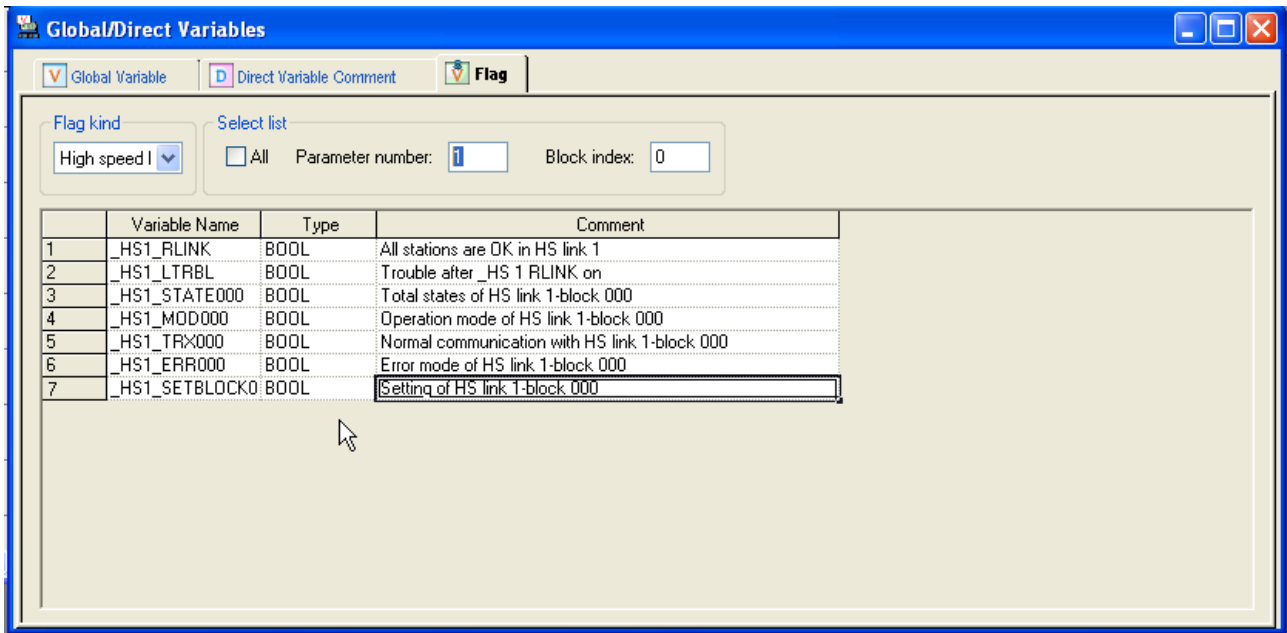 Global/Direct Variables
V Global Variable D Direct Variable Comment V Flag
Flag kind Select list
High speed l All Parameter number: 1 Block index: 0
Variable Name Type Comment
1 _HS1_RLINK BOOL All stations are OK in HS link 1
2 _HS1_LTRBL BOOL Trouble after _HS 1 RLINK on
3 _HS1_STATE000 BOOL Total states of HS link 1-block 000
4 _HS1_MOD000 BOOL Operation mode of HS link 1-block 000
5 _HS1_TRX000 BOOL Normal communication with HS link 1-block 000
6 _HS1_ERR000 BOOL Error mode of HS link 1-block 000
7 _HS1_SETBLOCK0 BOOL Setting of HS link 1-block 000